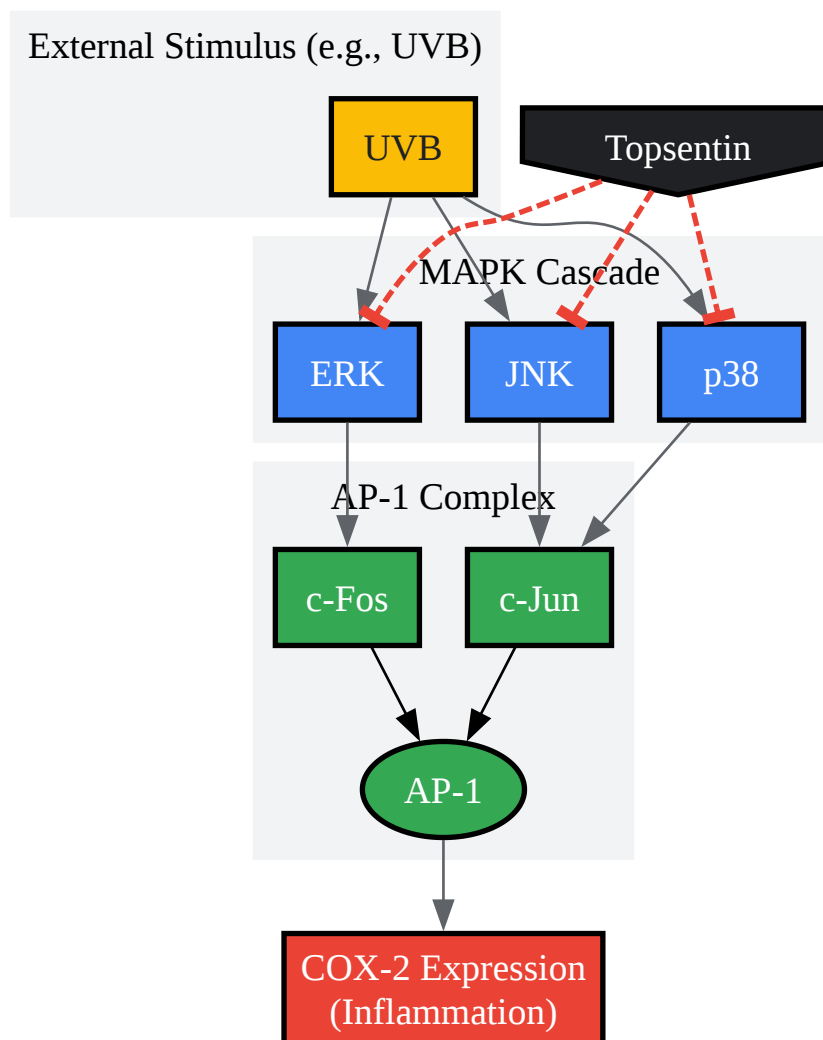 External Stimulus (e.g., UVB)
UVB
Topsentin
MAPK Cascade
ERK
JNK
p38
AP-1 Complex
c-Fos
c-Jun
AP-1
COX-2 Expression
(Inflammation)